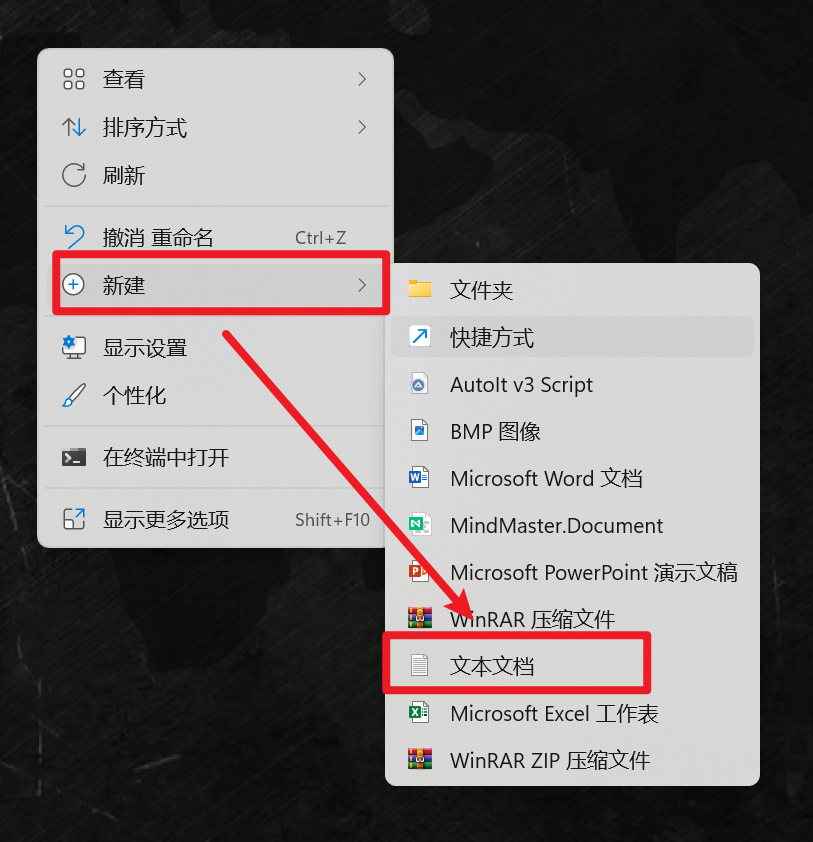 查看
排序方式
刷新
撤消 重命名 Ctrl+Z
新建
显示设置
个性化
在终端中打开
显示更多选项 Shift+F10
文件夹
快捷方式
AutoIt v3 Script
BMP 图像
Microsoft Word 文档
MindMaster.Document
Microsoft PowerPoint 演示文稿
WinRAR 压缩文件
文本文档
Microsoft Excel 工作表
WinRAR ZIP 压缩文件